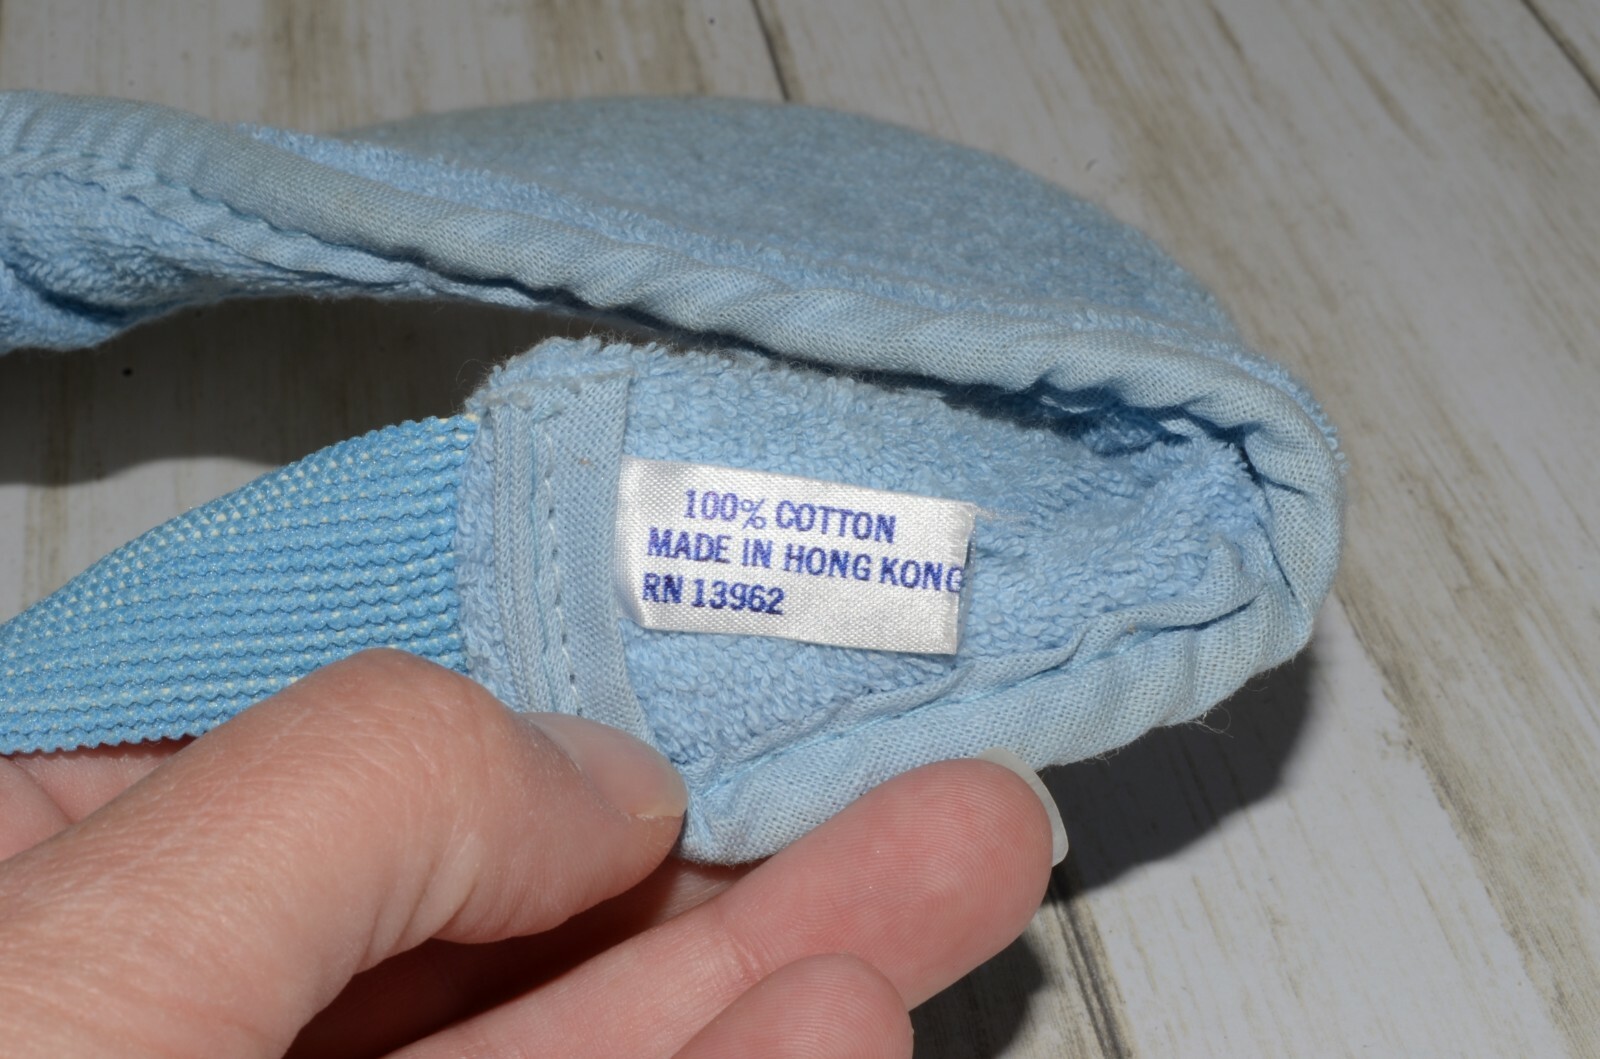 100% COTTON
MADE IN HONG KONG
RN 13962